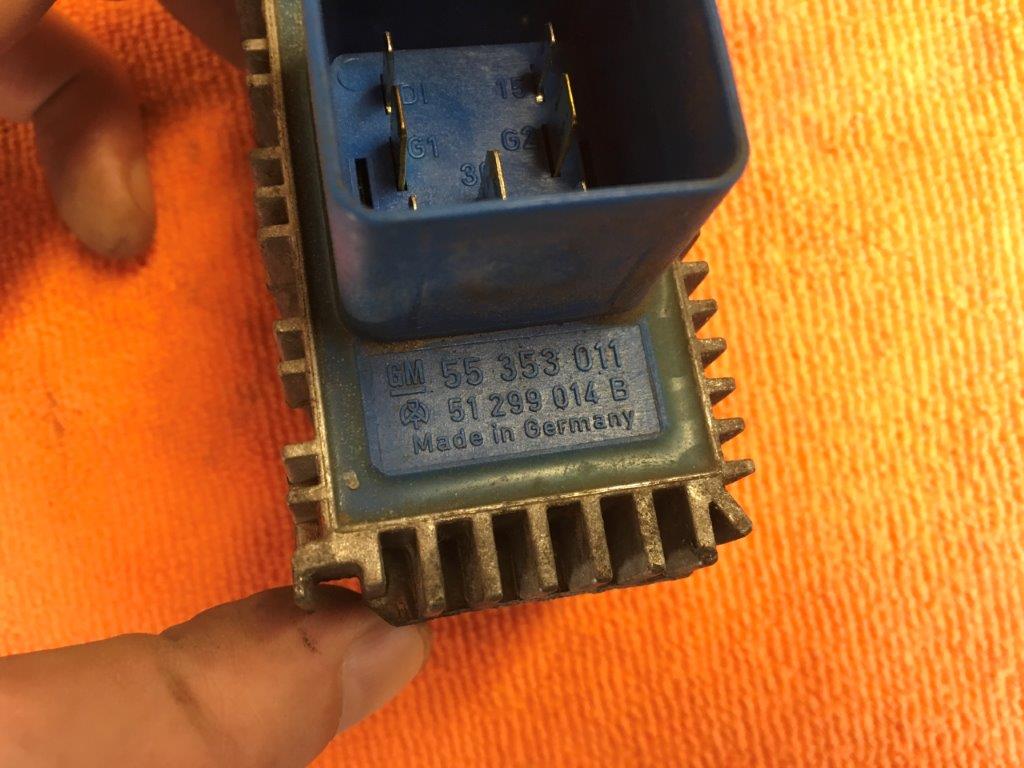 DI 15
G1 G2
GM 55 353 011
51 299 014 B
Made in Germany